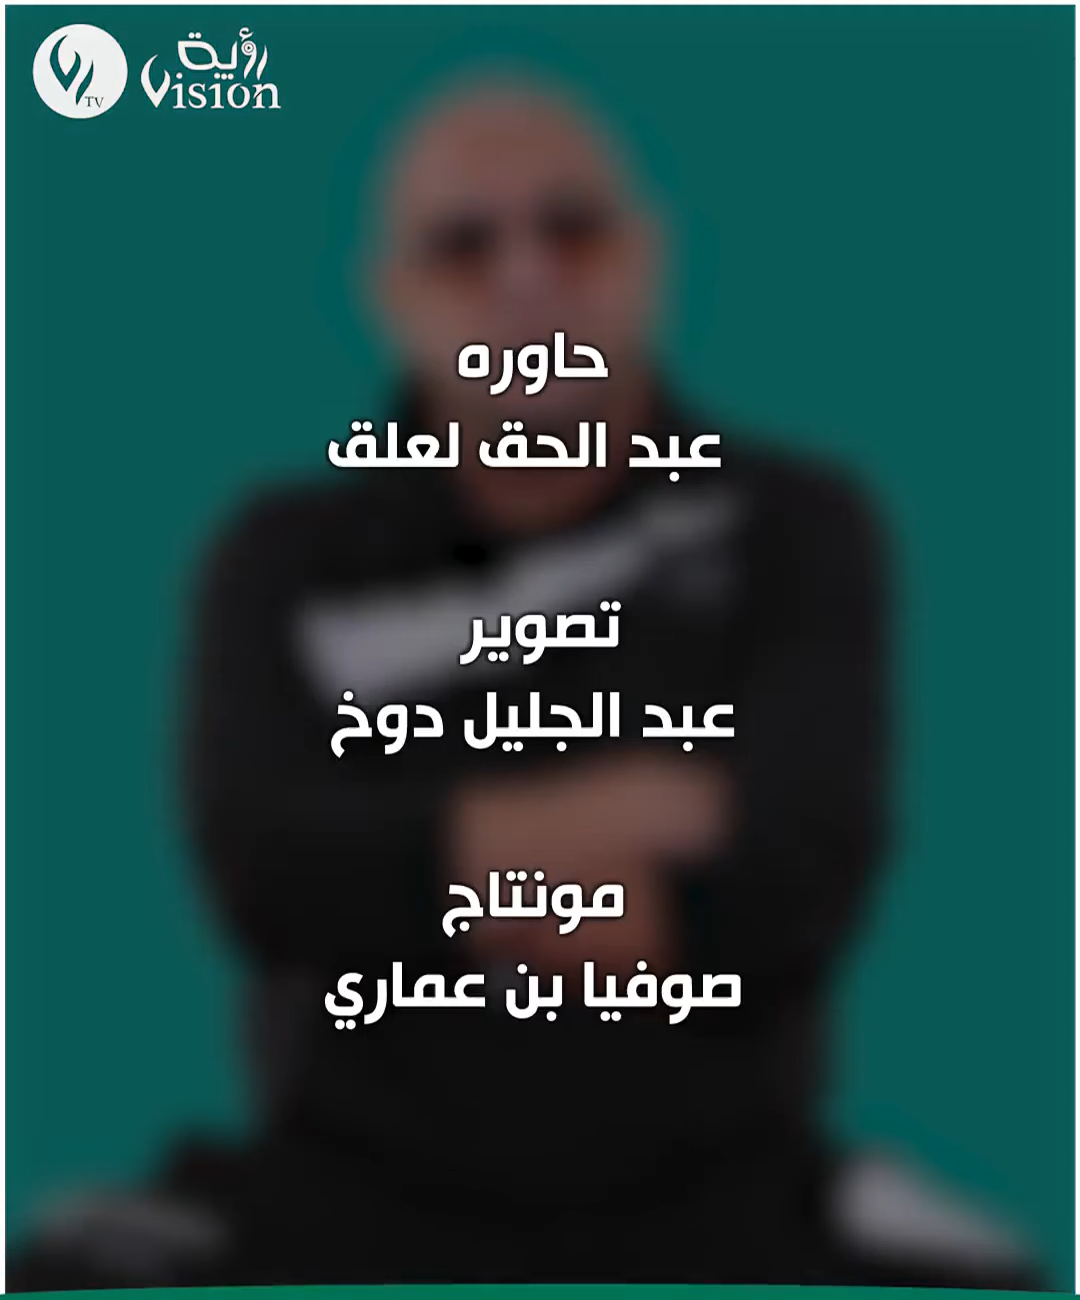 رؤية
Vision
TV
حاوره
عبد الحق لعلق
تصوير
عبد الجليل دوخ
مونتاج
صوفيا بن عماري